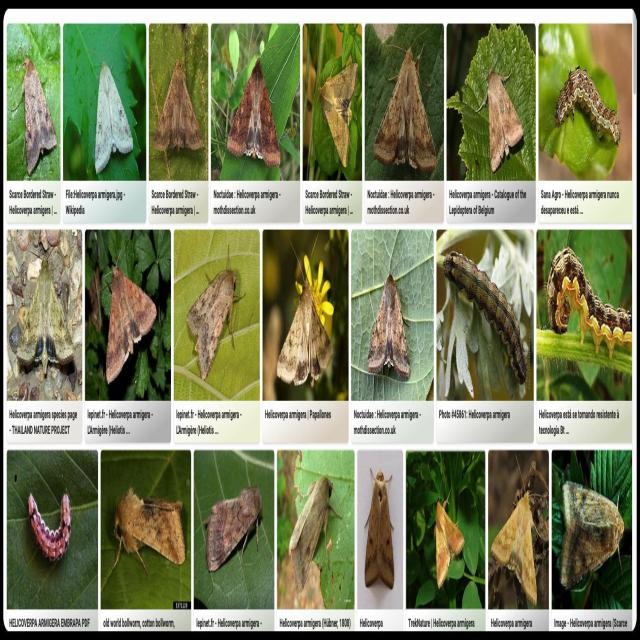 Scarce Bordered Straw -
Helicoverpa armigera | ...
File:Helicoverpa armigera.jpg -
Wikipedia
Scarce Bordered Straw -
Helicoverpa armigera | ...
Noctuidae : Helicoverpa armigera -
mothdissection.co.uk
Scarce Bordered Straw -
Helicoverpa armigera | ...
Noctuidae : Helicoverpa armigera -
mothdissection.co.uk
Helicoverpa armigera - Catalogue of the
Lepidoptera of Belgium
Sana Agro - Helicoverpa armigera nunca
desapareceu e está ...
Helicoverpa armigera species page
- THAILAND NATURE PROJECT
lepinet.fr - Helicoverpa armigera -
L'Armigère (Heliotis ...
lepinet.fr - Helicoverpa armigera -
L'Armigère (Heliotis ...
Helicoverpa armigera | Papallones
Noctuidae : Helicoverpa armigera -
mothdissection.co.uk
Photo #45861: Helicoverpa armigera
Helicoverpa está se tornando resistente à
tecnologia Bt ...
HELICOVERPA ARMIGERA EMBRAPA PDF
old world bollworm, cotton bollworm,
lepinet.fr - Helicoverpa armigera -
Helicoverpa armigera (Hübner, 1808)
Helicoverpa
TrekNature | Helicoverpa armigera
Helicoverpa armigera
Image - Helicoverpa armigera (Scarce